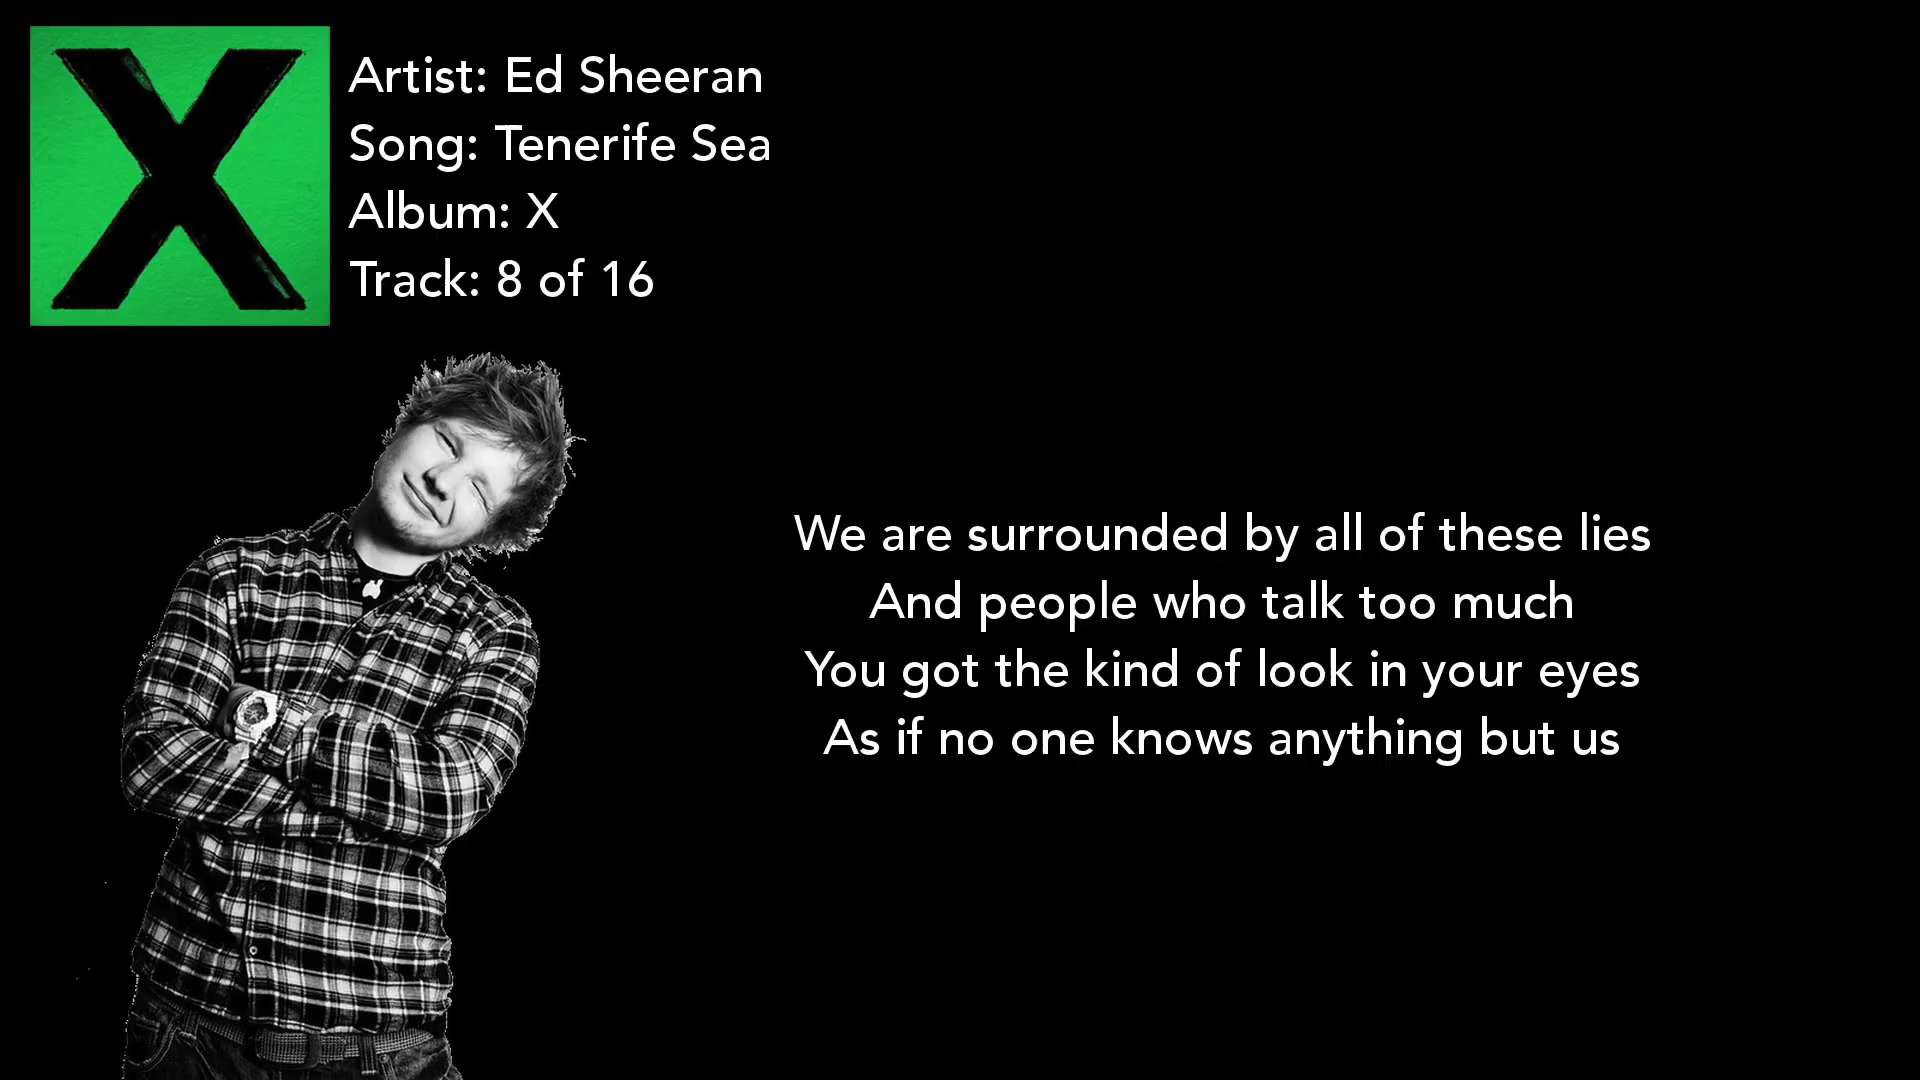 X
Artist: Ed Sheeran
Song: Tenerife Sea
Album: X
Track: 8 of 16
We are surrounded by all of these lies
And people who talk too much
You got the kind of look in your eyes
As if no one knows anything but us